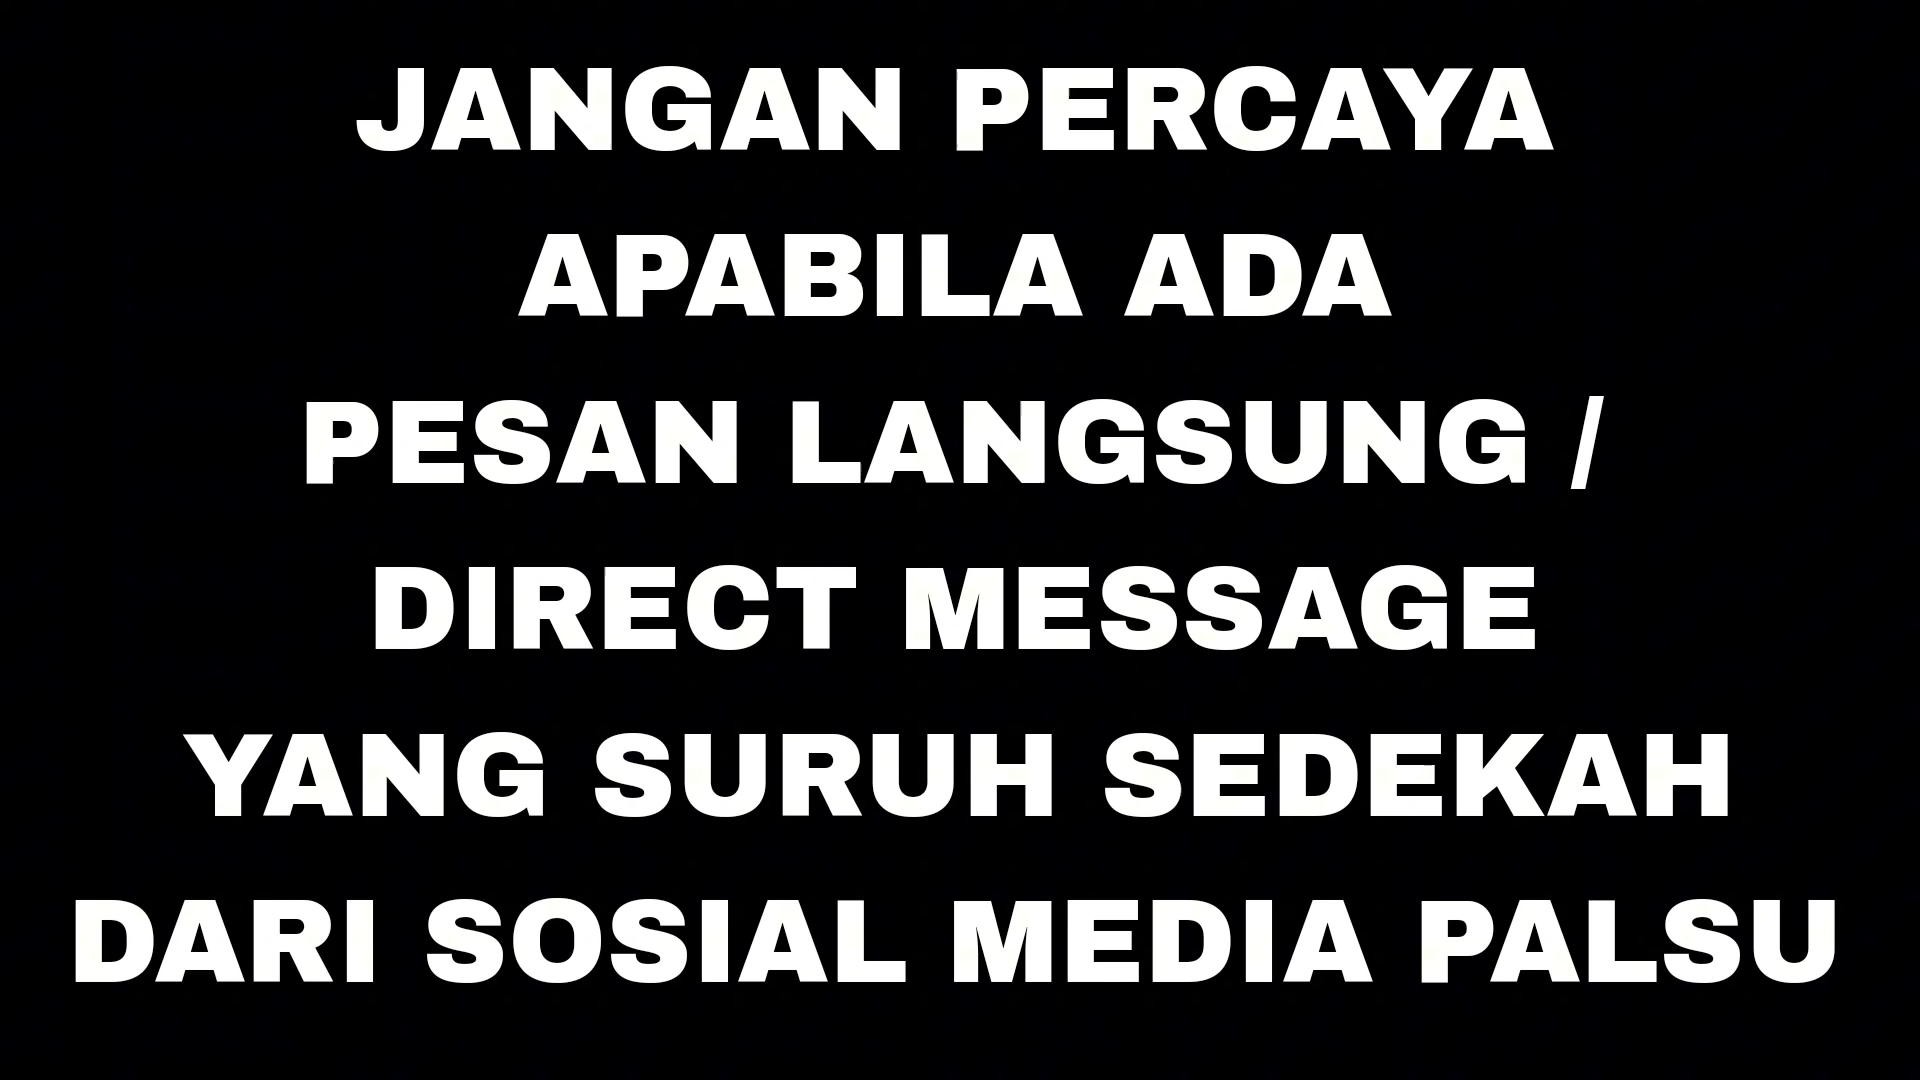 JANGAN PERCAYA
APABILA ADA
PESAN LANGSUNG /
DIRECT MESSAGE
YANG SURUH SEDEKAH
DARI SOSIAL MEDIA PALSU